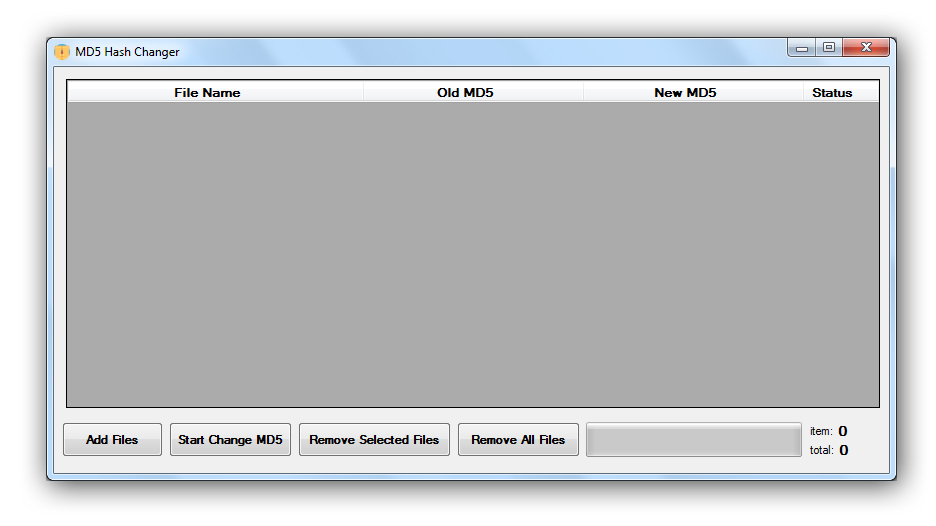 MD5 Hash Changer
File Name Old MD5 New MD5 Status
Add Files Start Change MD5 Remove Selected Files Remove All Files
item: 0
total: 0